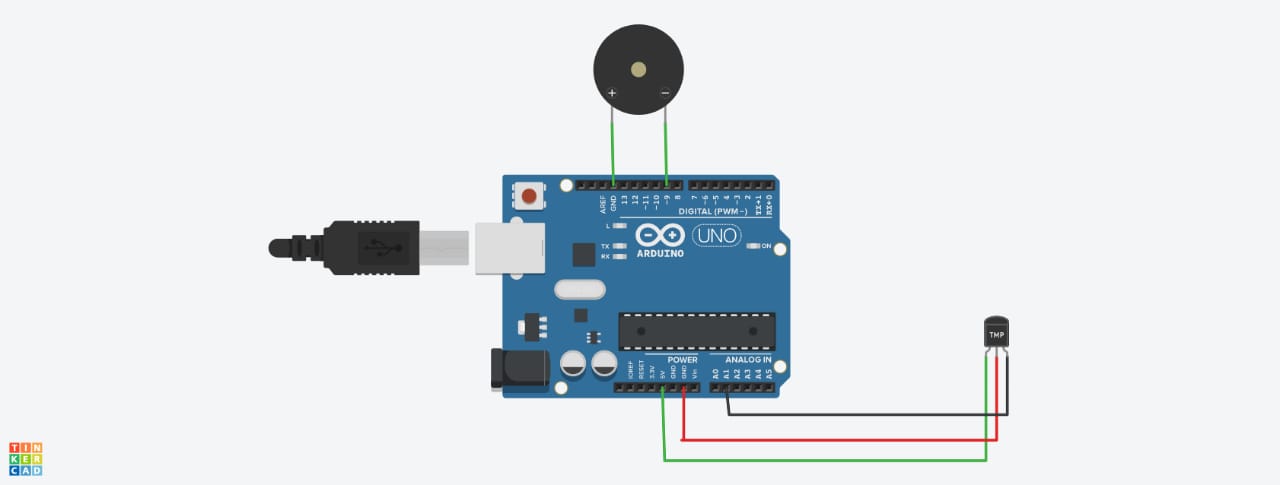 + −
AREF
GND
13
12
~11
~10
~9
8
7
~6
~5
4
~3
2
TX→1
RX←0
DIGITAL (PWM~)
L
TX
RX
ARDUINO
UNO
ON
TMP
POWER
ANALOG IN
IOREF
RESET
3.3V
5V
GND
GND
Vin
A0
A1
A2
A3
A4
A5
TIN
KER
CAD